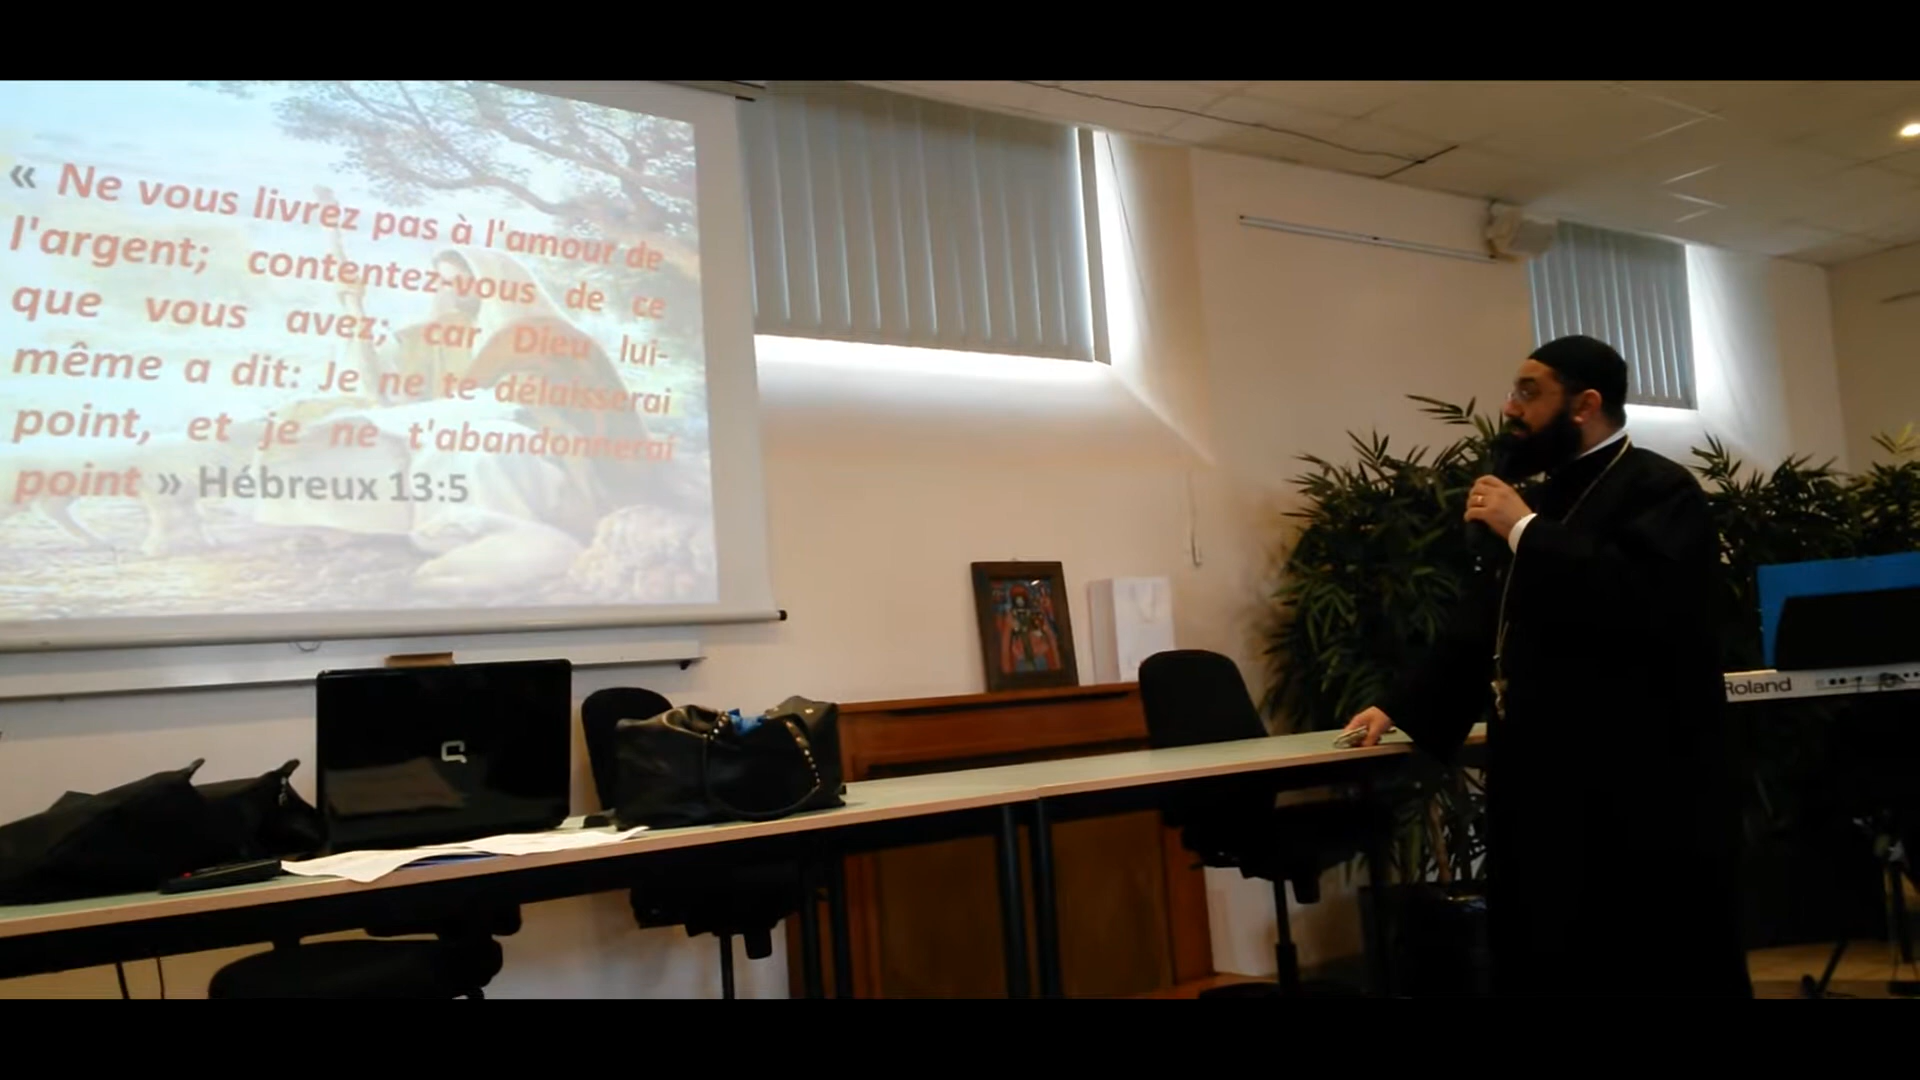 « Ne vous livrez pas à l'amour de
l'argent; contentez-vous de ce
que vous avez; car Dieu lui-
même a dit: Je ne te délaisserai
point, et je ne t'abandonnerai
point » Hébreux 13:5
Roland